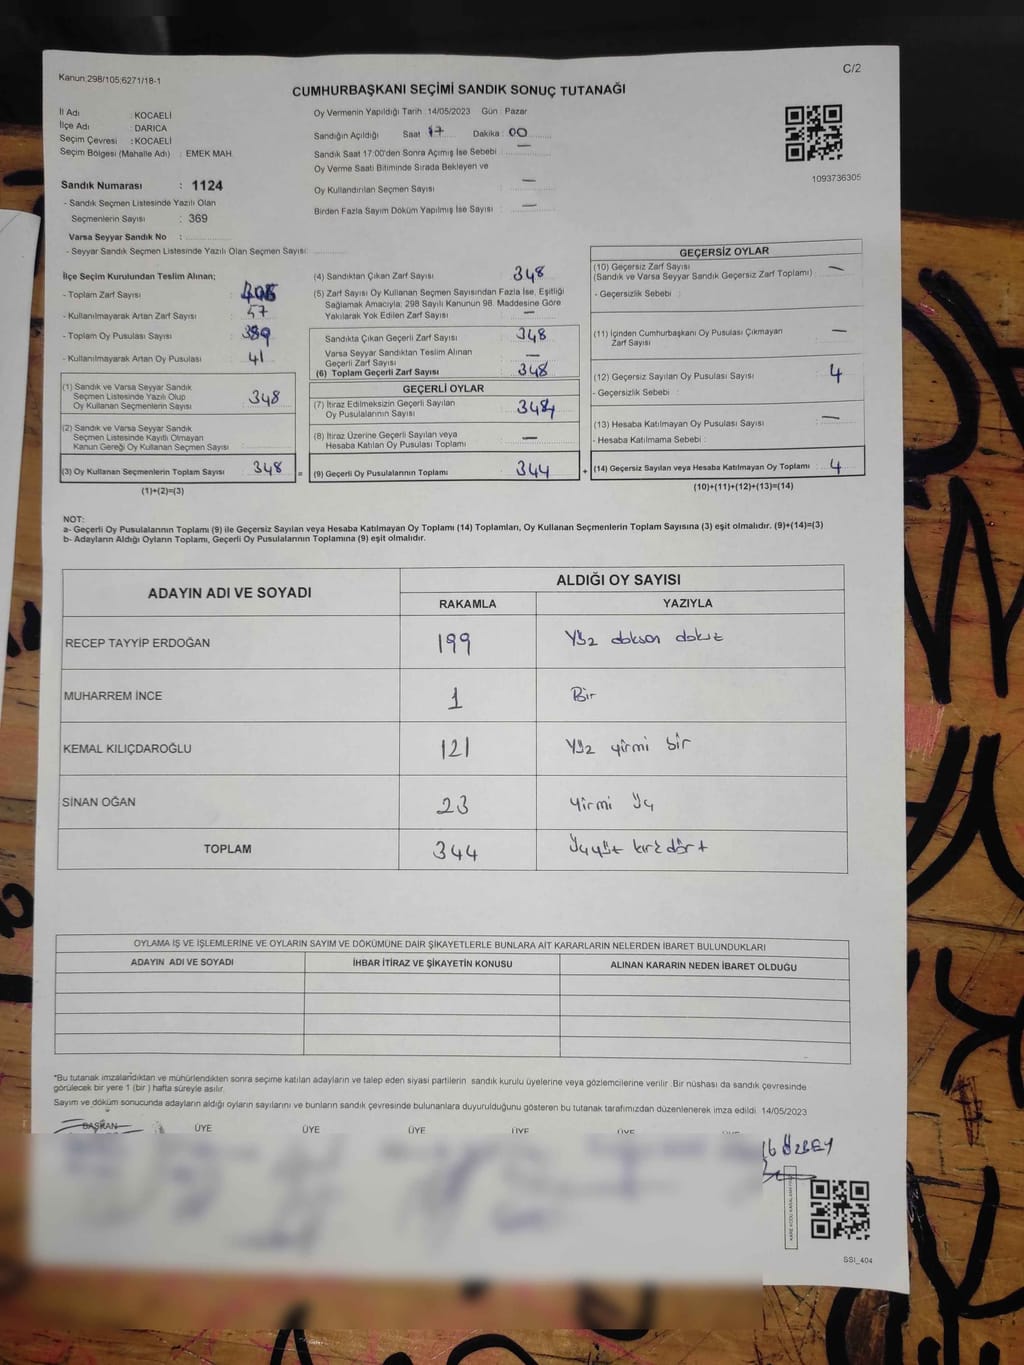 Kanun:298/105,6271/18-1
C/2
CUMHURBAŞKANI SEÇİMİ SANDIK SONUÇ TUTANAĞI
İl Adı : KOCAELİ
İlçe Adı : DARICA
Seçim Çevresi : KOCAELİ
Seçim Bölgesi (Mahalle Adı) : EMEK MAH.
Sandık Numarası : 1124
- Sandık Seçmen Listesinde Yazılı Olan
Seçmenlerin Sayısı : 369
Varsa Seyyar Sandık No :
- Seyyar Sandık Seçmen Listesinde Yazılı Olan Seçmen Sayısı:
Oy Vermenin Yapıldığı Tarih : 14/05/2023 Gün : Pazar
Sandığın Açıldığı Saat : 17 Dakika : 00
Sandık Saat 17:00'den Sonra Açımış İse Sebebi : —
Oy Verme Saati Bitiminde Sırada Bekleyen ve
Oy Kullandırılan Seçmen Sayısı : —
Birden Fazla Sayım Döküm Yapılmış İse Sayısı : —
1093736305
İlçe Seçim Kurulundan Teslim Alınan;
- Toplam Zarf Sayısı
- Kullanılmayarak Artan Zarf Sayısı : 57
- Toplam Oy Pusulası Sayısı : 389
- Kullanılmayarak Artan Oy Pusulası : 41
(1) Sandık ve Varsa Seyyar Sandık
Seçmen Listesinde Yazılı Olup
Oy Kullanan Seçmenlerin Sayısı : 348
(2) Sandık ve Varsa Seyyar Sandık
Seçmen Listesinde Kayıtlı Olmayan
Kanun Gereği Oy Kullanan Seçmen Sayısı :
(3) Oy Kullanan Seçmenlerin Toplam Sayısı : 348
(1)+(2)=(3)
(4) Sandıktan Çıkan Zarf Sayısı : 348
(5) Zarf Sayısı Oy Kullanan Seçmen Sayısından Fazla İse, Eşitliği
Sağlamak Amacıyla; 298 Sayılı Kanunun 98. Maddesine Göre
Yakılarak Yok Edilen Zarf Sayısı : —
Sandıkta Çıkan Geçerli Zarf Sayısı : 348
Varsa Seyyar Sandıktan Teslim Alınan
Geçerli Zarf Sayısı : —
(6) Toplam Geçerli Zarf Sayısı : 348
GEÇERLİ OYLAR
(7) İtiraz Edilmeksizin Geçerli Sayılan
Oy Pusulalarının Sayısı : 344
(8) İtiraz Üzerine Geçerli Sayılan veya
Hesaba Katılan Oy Pusulası Toplamı : —
= (9) Geçerli Oy Pusulalarının Toplamı : 344 +
GEÇERSİZ OYLAR
(10) Geçersiz Zarf Sayısı
(Sandık ve Varsa Seyyar Sandık Geçersiz Zarf Toplamı) : —
- Geçersizlik Sebebi :
(11) İçinden Cumhurbaşkanı Oy Pusulası Çıkmayan
Zarf Sayısı : —
(12) Geçersiz Sayılan Oy Pusulası Sayısı : 4
- Geçersizlik Sebebi :
(13) Hesaba Katılmayan Oy Pusulası Sayısı : —
- Hesaba Katılmama Sebebi :
(14) Geçersiz Sayılan veya Hesaba Katılmayan Oy Toplamı : 4
(10)+(11)+(12)+(13)=(14)
NOT:
a- Geçerli Oy Pusulalarının Toplamı (9) ile Geçersiz Sayılan veya Hesaba Katılmayan Oy Toplamı (14) Toplamları, Oy Kullanan Seçmenlerin Toplam Sayısına (3) eşit olmalıdır. (9)+(14)=(3)
b- Adayların Aldığı Oyların Toplamı, Geçerli Oy Pusulalarının Toplamına (9) eşit olmalıdır.
ADAYIN ADI VE SOYADI
ALDIĞI OY SAYISI
RAKAMLA YAZIYLA
RECEP TAYYİP ERDOĞAN 199 Yüz doksan dokuz
MUHARREM İNCE 1 Bir
KEMAL KILIÇDAROĞLU 121 Yüz yirmi bir
SİNAN OĞAN 23 Yirmi Üç
TOPLAM 344 Üçyüz kırk dört
OYLAMA İŞ VE İŞLEMLERİNE VE OYLARIN SAYIM VE DÖKÜMÜNE DAİR ŞİKAYETLERLE BUNLARA AİT KARARLARIN NELERDEN İBARET BULUNDUKLARI
ADAYIN ADI VE SOYADI İHBAR İTİRAZ VE ŞİKAYETİN KONUSU ALINAN KARARIN NEDEN İBARET OLDUĞU
*Bu tutanak imzalandıktan ve mühürlendikten sonra seçime katılan adayların ve talep eden siyasi partilerin sandık kurulu üyelerine veya gözlemcilerine verilir. Bir nüshası da sandık çevresinde
görülecek bir yere 1 (bir ) hafta süreyle asılır.
Sayım ve döküm sonucunda adayların aldığı oyların sayılarını ve bunların sandık çevresinde bulunanlara duyurulduğunu gösteren bu tutanak tarafımızdan düzenlenerek imza edildi. 14/05/2023
BAŞKAN ÜYE ÜYE ÜYE ÜYE ÜYE
SSI_404